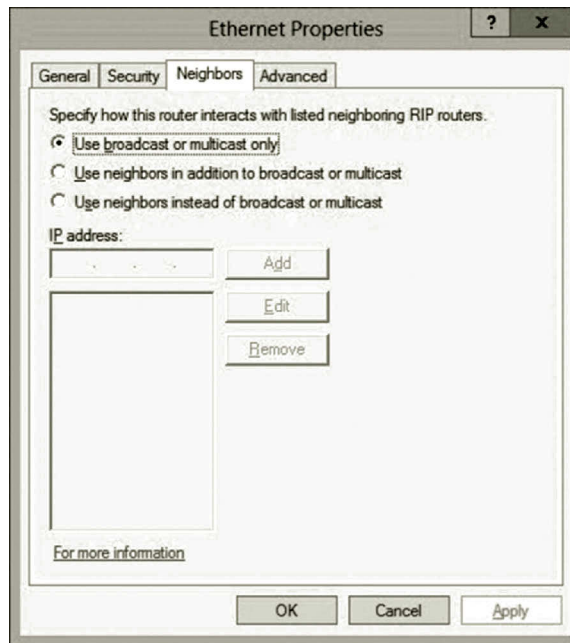 Ethernet Properties
? x
General Security Neighbors Advanced
Specify how this router interacts with listed neighboring RIP routers.
Use broadcast or multicast only
Use neighbors in addition to broadcast or multicast
Use neighbors instead of broadcast or multicast
IP address:
. . .
Add
Edit
Remove
For more information
OK Cancel Apply